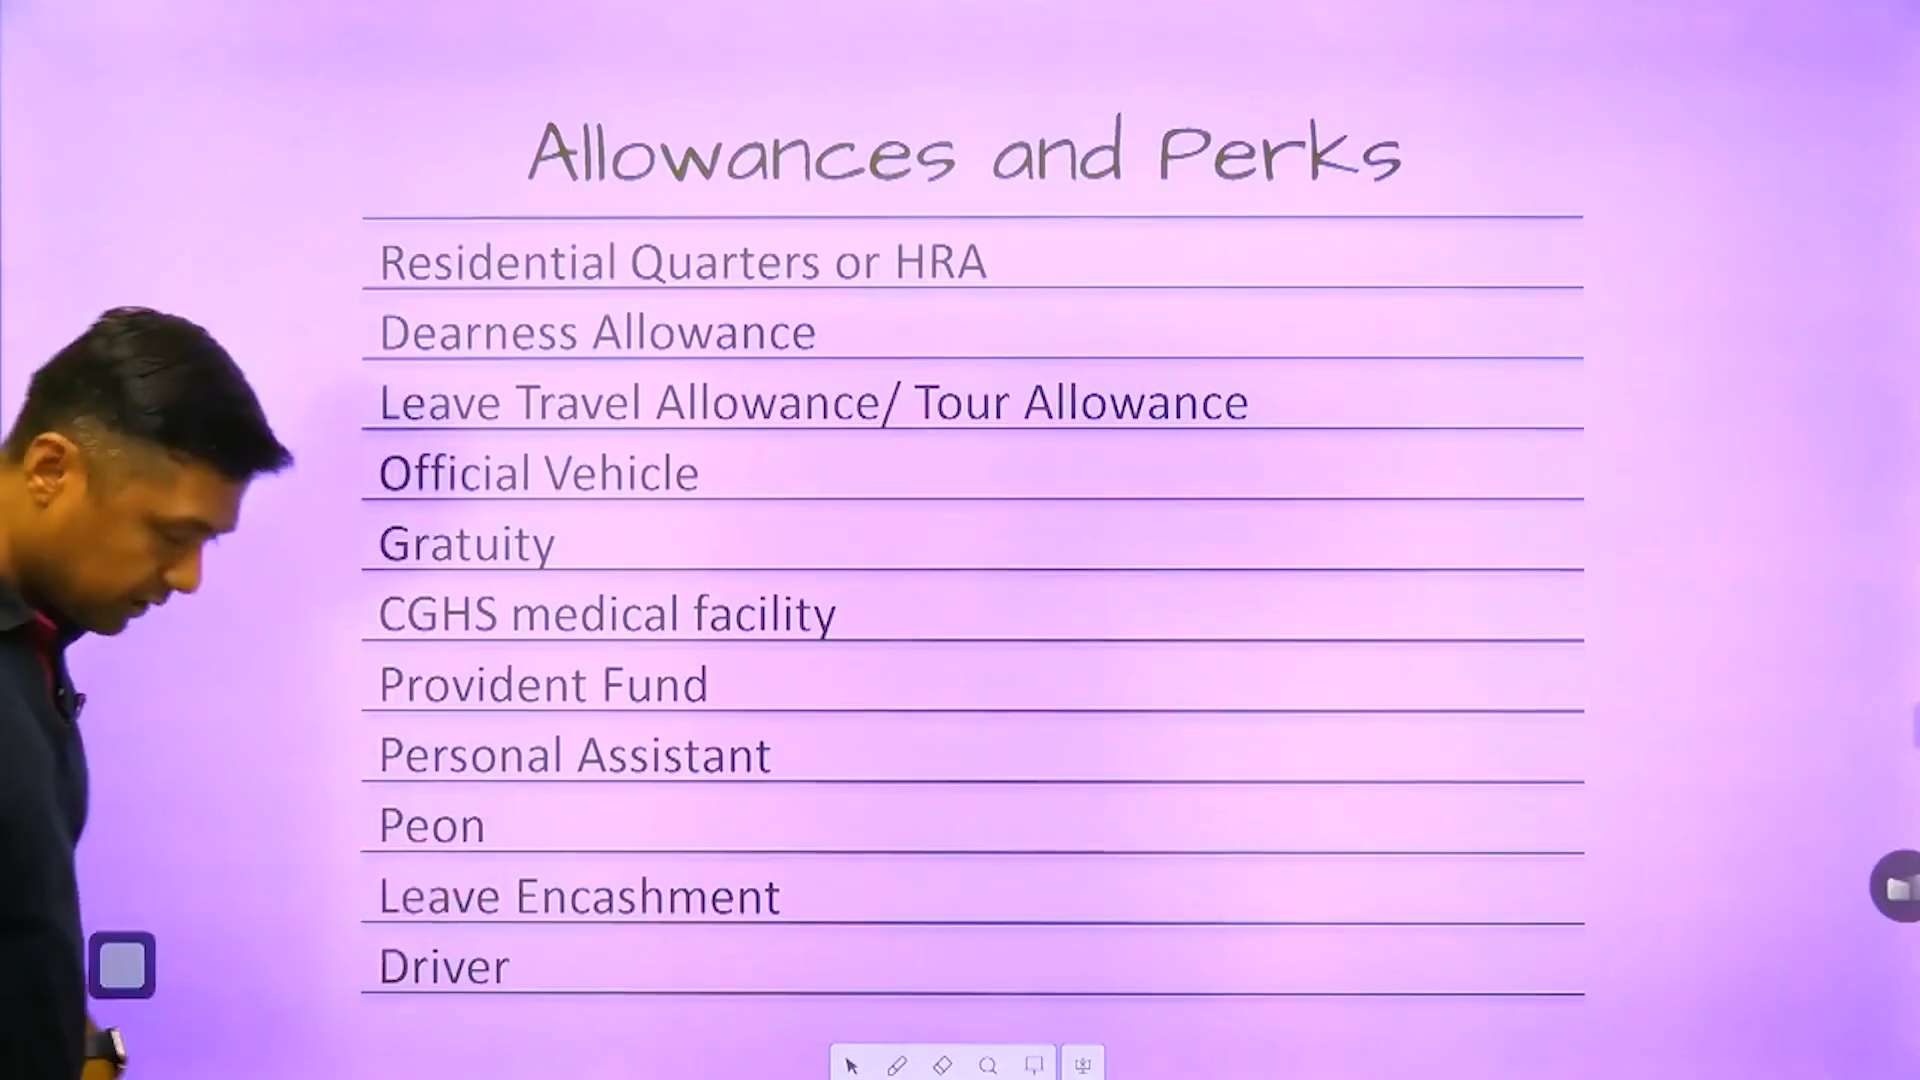 Allowances and Perks
Residential Quarters or HRA
Dearness Allowance
Leave Travel Allowance/ Tour Allowance
Official Vehicle
Gratuity
CGHS medical facility
Provident Fund
Personal Assistant
Peon
Leave Encashment
Driver